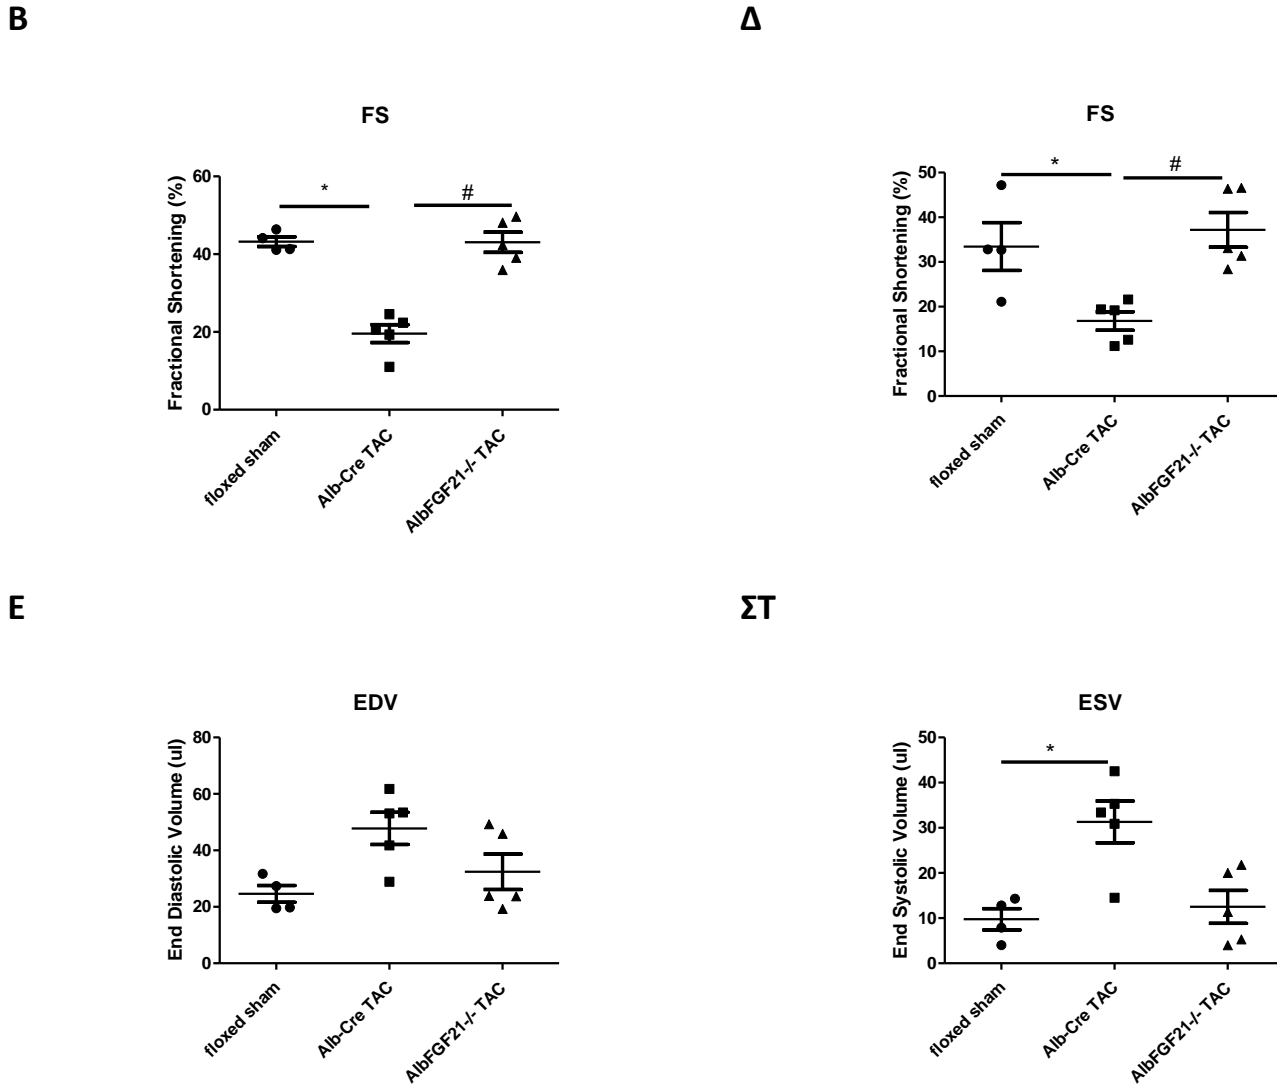 B
Δ
FS
Fractional Shortening (%)
60
40
20
0
*
#
floxed sham
Alb-Cre TAC
AlbFGF21-/- TAC
FS
Fractional Shortening (%)
50
40
30
20
10
0
*
#
floxed sham
Alb-Cre TAC
AlbFGF21-/- TAC
E
ΣΤ
EDV
End Diastolic Volume (ul)
80
60
40
20
0
floxed sham
Alb-Cre TAC
AlbFGF21-/- TAC
ESV
End Systolic Volume (ul)
50
40
30
20
10
0
*
floxed sham
Alb-Cre TAC
AlbFGF21-/- TAC